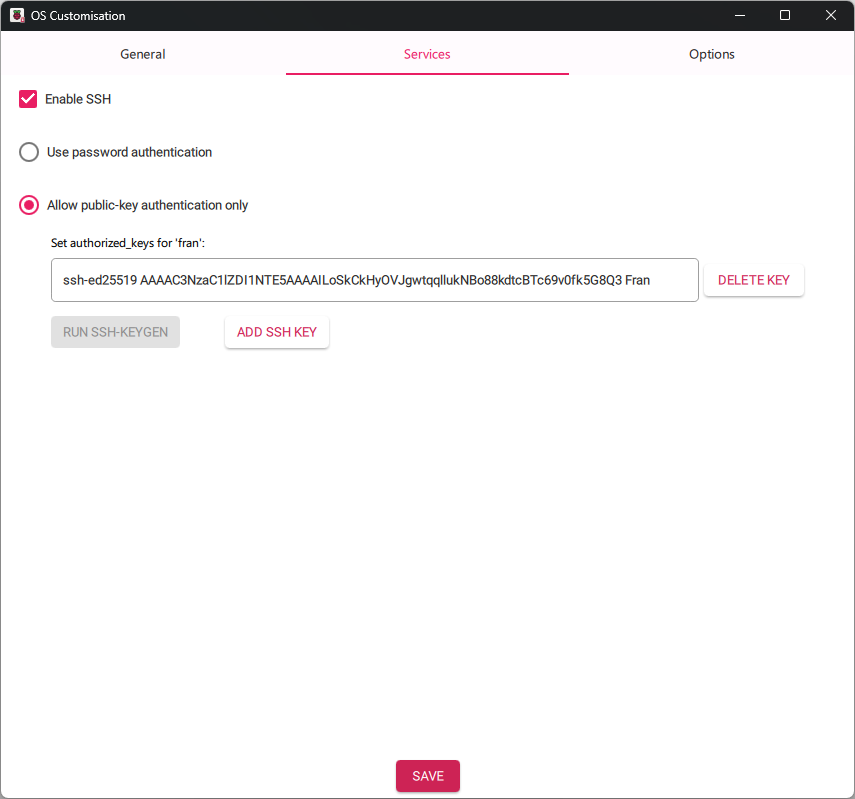 OS Customisation
General Services Options
Enable SSH
Use password authentication
Allow public-key authentication only
Set authorized_keys for 'fran':
ssh-ed25519 AAAAC3NzaC1lZDI1NTE5AAAAILoSkCkHyOVJgwtqqllukNBo88kdtcBTc69v0fk5G8Q3 Fran DELETE KEY
RUN SSH-KEYGEN ADD SSH KEY
SAVE